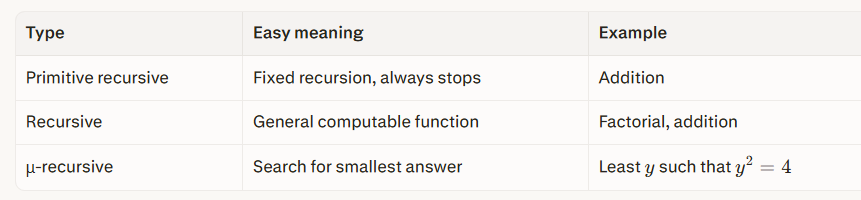 Type Easy meaning Example
Primitive recursive Fixed recursion, always stops Addition
Recursive General computable function Factorial, addition
μ-recursive Search for smallest answer Least y such that y² = 4